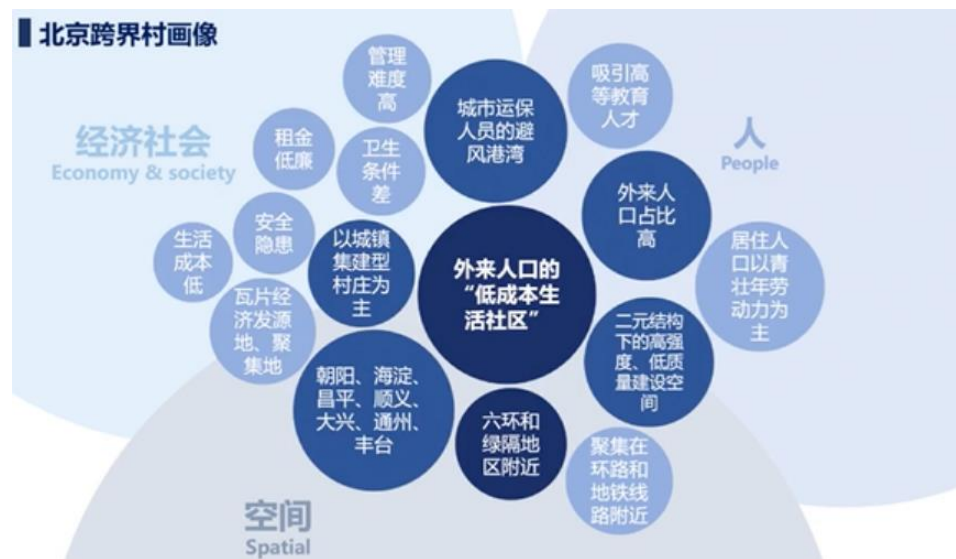 北京跨界村画像
管理
难度
高
城市运保
人员的避
风港湾
吸引高
等教育
人才
经济社会
Economy & society
租金
低廉
卫生
条件
差
人
People
外来人
口占比
高
生活
成本
低
安全
隐患
以城镇
集建型
村庄为
主
外来人口的
“低成本生
活社区”
居住人
口以青
壮年劳
动力为
主
瓦片经
济发源
地、聚
集地
二元结构
下的高强
度、低质
量建设空
间
朝阳、海淀、
昌平、顺义、
大兴、通州、
丰台
六环和
绿隔地
区附近
聚集在
环路和
地铁线
路附近
空间
Spatial